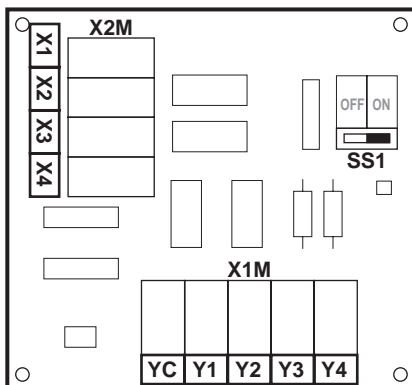 X2M
X1
X2
X3
X4
OFF ON
SS1
X1M
YC Y1 Y2 Y3 Y4